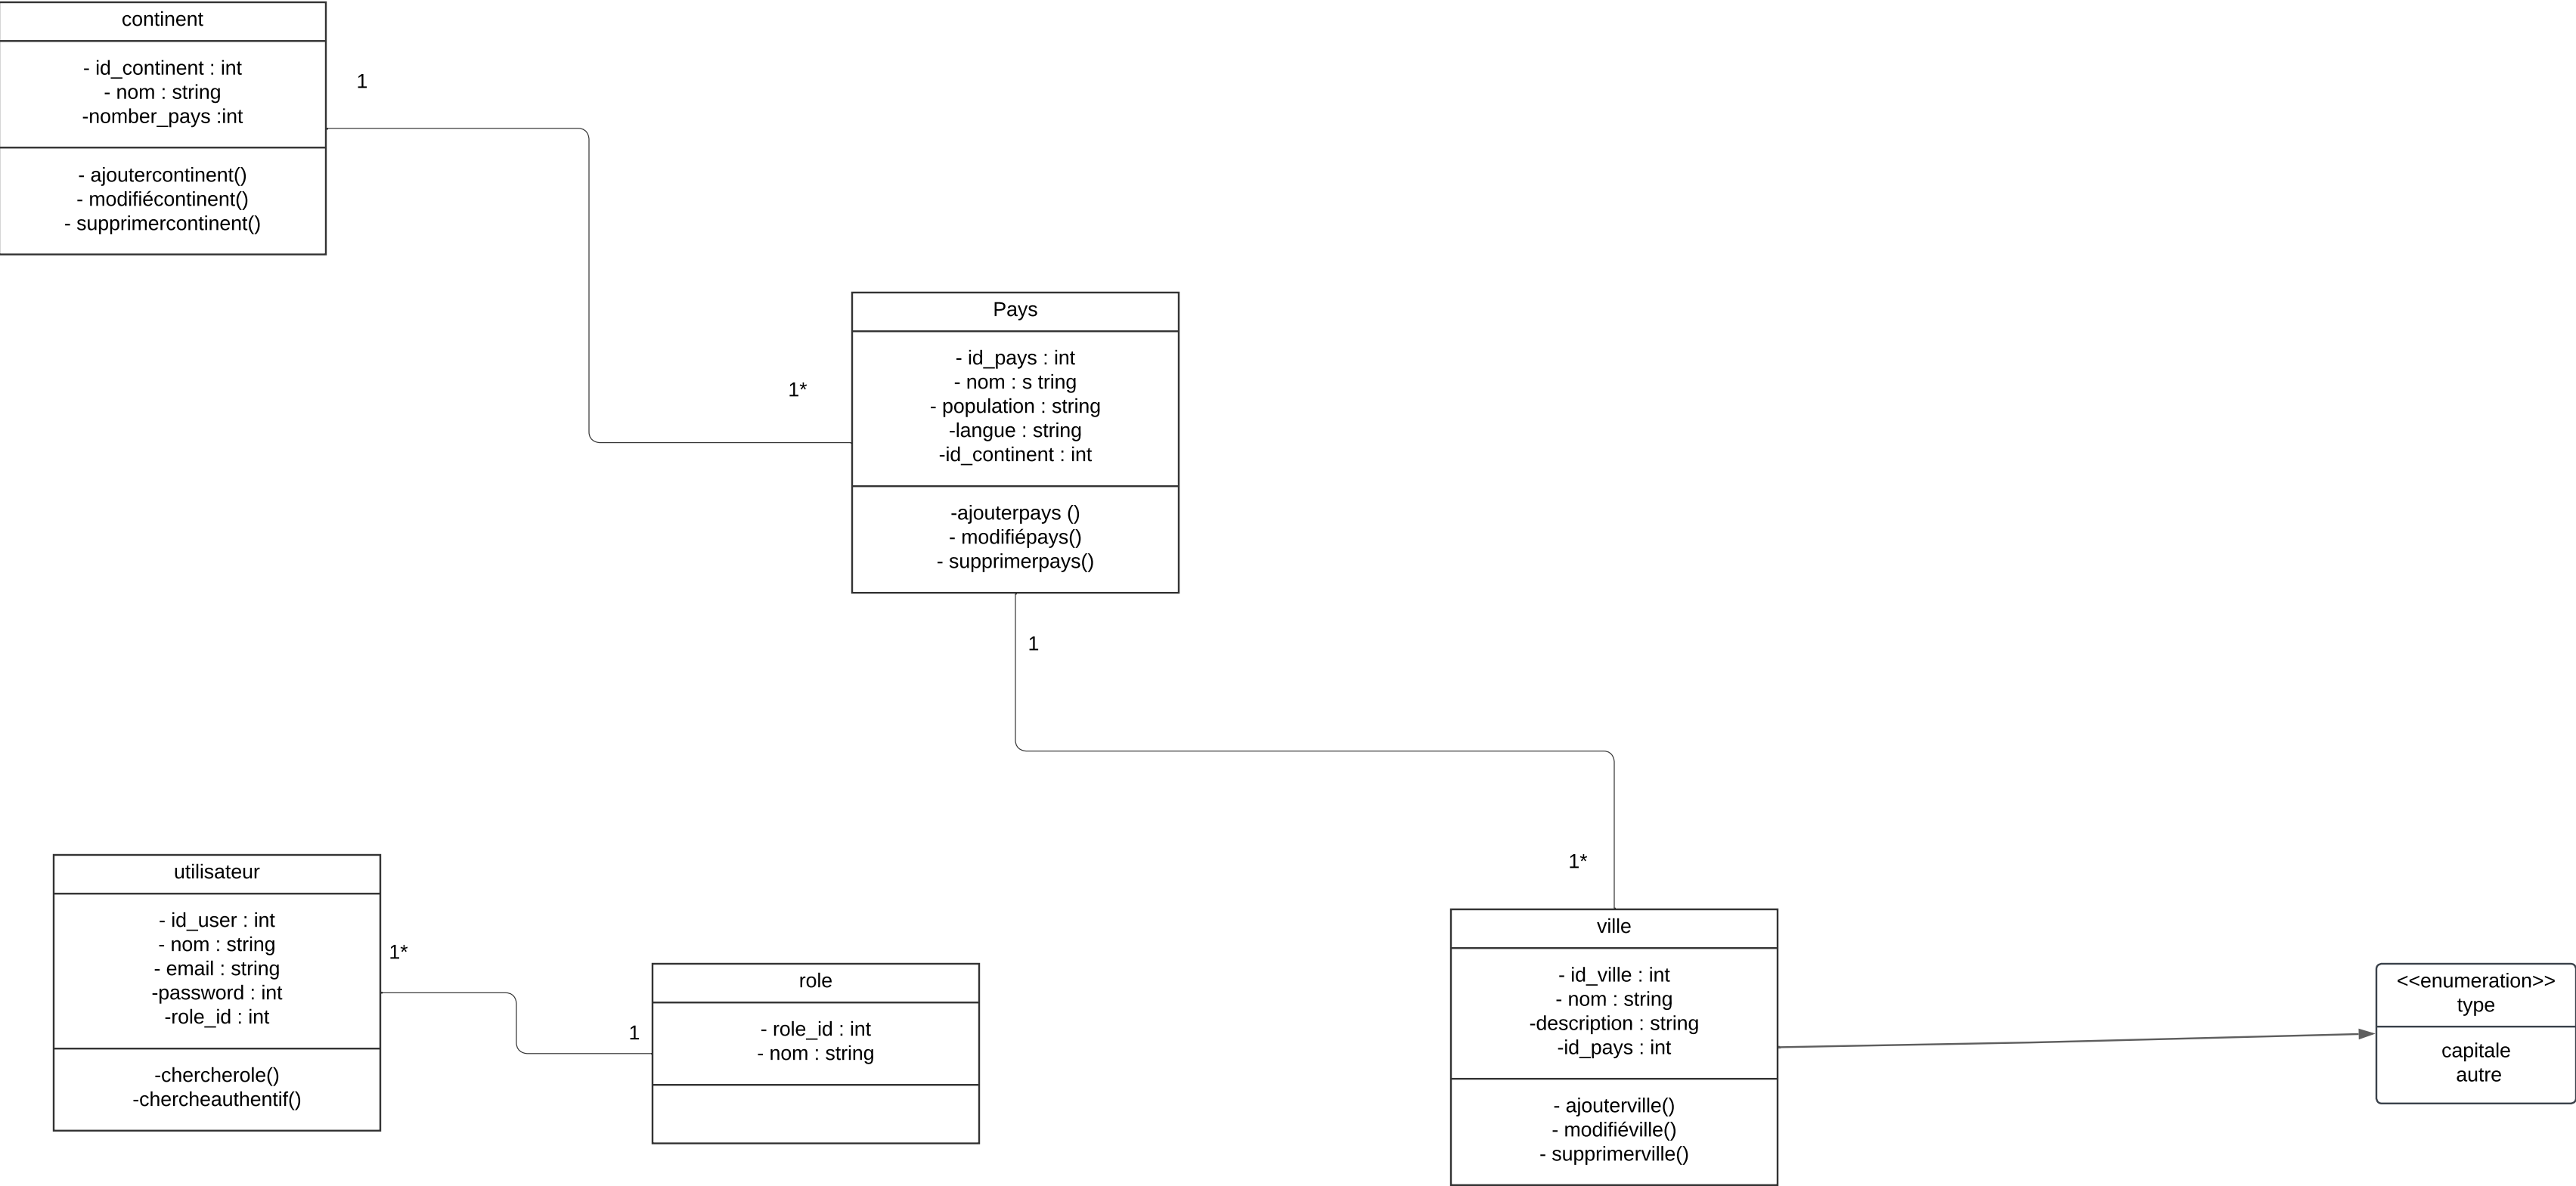 continent
- id_continent : int
- nom : string
-nomber_pays :int
- ajoutercontinent()
- modifiécontinent()
- supprimercontinent()
1
1*
Pays
- id_pays : int
- nom : s tring
- population : string
-langue : string
-id_continent : int
-ajouterpays ()
- modifiépays()
- supprimerpays()
1
1*
utilisateur
- id_user : int
- nom : string
- email : string
-password : int
-role_id : int
-chercherole()
-chercheauthentif()
1*
1
role
- role_id : int
- nom : string
ville
- id_ville : int
- nom : string
-description : string
-id_pays : int
- ajouterville()
- modifiéville()
- supprimerville()
<<enumeration>>
type
capitale
autre